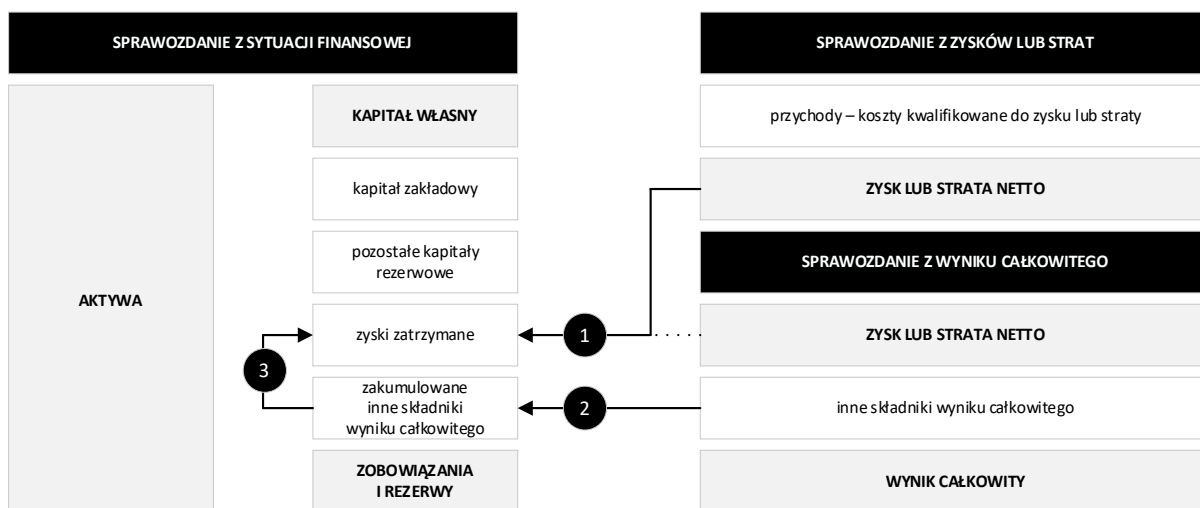 SPRAWOZDANIE Z SYTUACJI FINANSOWEJ
AKTYWA
KAPITAŁ WŁASNY
kapitał zakładowy
pozostałe kapitały
rezerwowe
zyski zatrzymane
zakumulowane
inne składniki
wyniku całkowitego
ZOBOWIĄZANIA
I REZERWY
3
1
2
SPRAWOZDANIE Z ZYSKÓW LUB STRAT
przychody – koszty kwalifikowane do zysku lub straty
ZYSK LUB STRATA NETTO
SPRAWOZDANIE Z WYNIKU CAŁKOWITEGO
ZYSK LUB STRATA NETTO
inne składniki wyniku całkowitego
WYNIK CAŁKOWITY